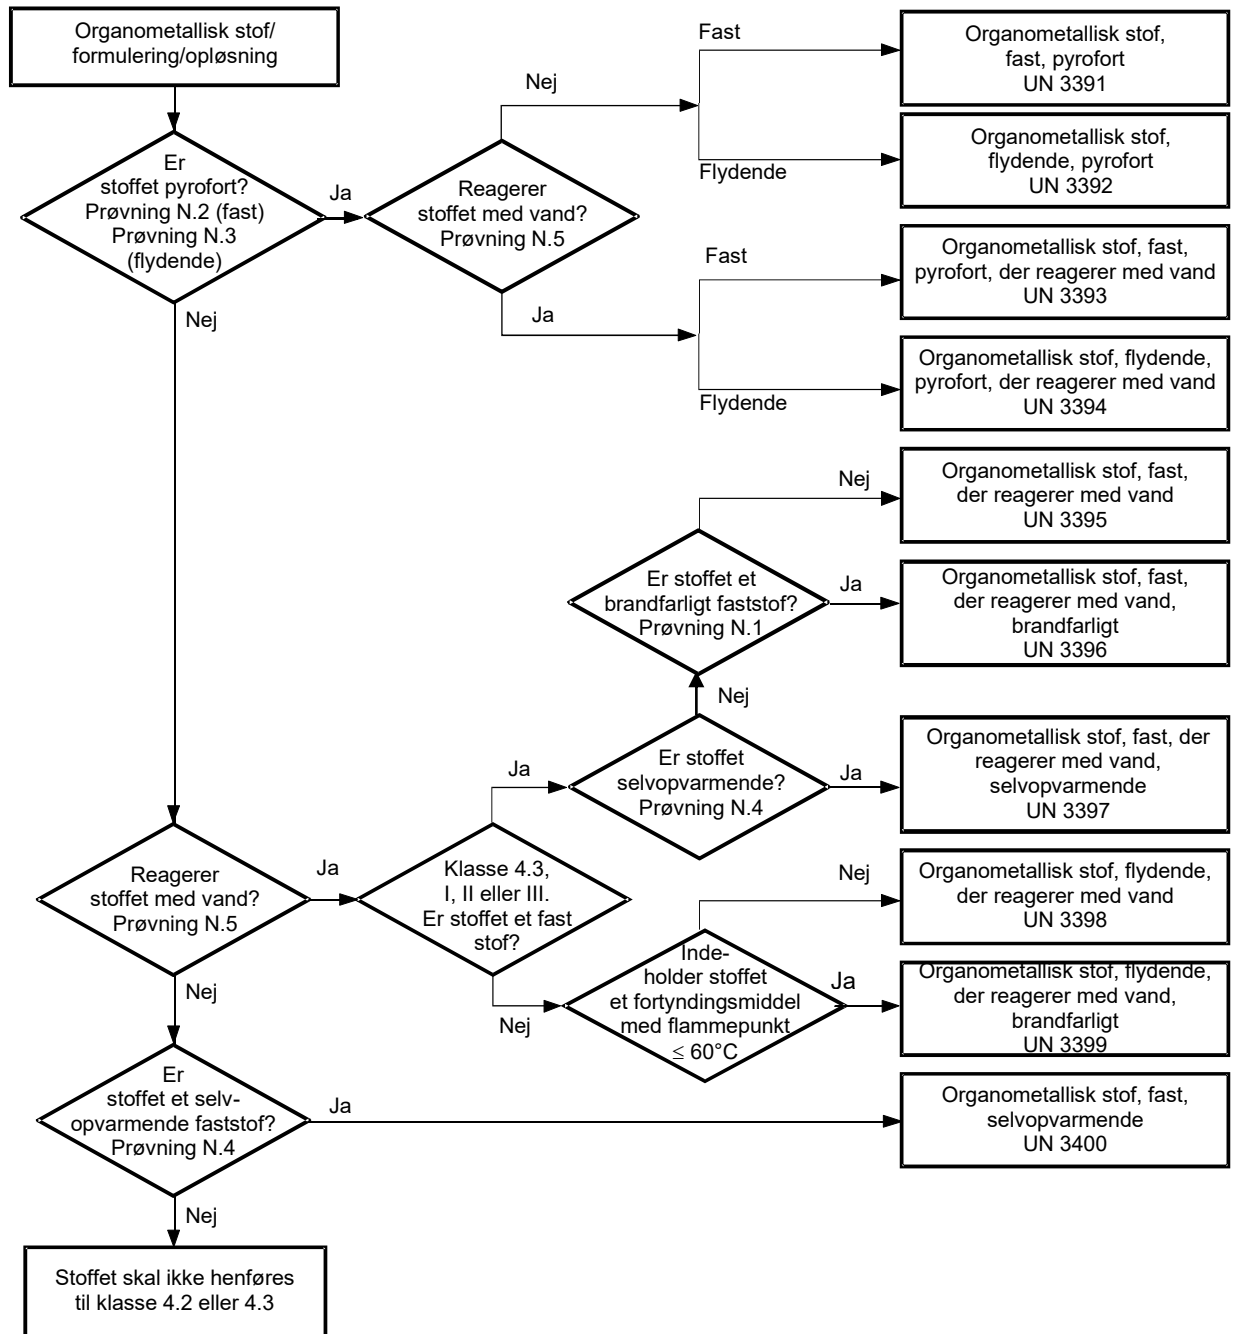 Organometallisk stof/
formulering/opløsning
Er
stoffet pyrofort?
Prøvning N.2 (fast)
Prøvning N.3
(flydende)
Ja
Nej
Reagerer
stoffet med vand?
Prøvning N.5
Nej
Ja
Fast
Flydende
Organometallisk stof,
fast, pyrofort
UN 3391
Organometallisk stof,
flydende, pyrofort
UN 3392
Fast
Flydende
Organometallisk stof, fast,
pyrofort, der reagerer med vand
UN 3393
Organometallisk stof, flydende,
pyrofort, der reagerer med vand
UN 3394
Nej
Organometallisk stof, fast,
der reagerer med vand
UN 3395
Er stoffet et
brandfarligt faststof?
Prøvning N.1
Ja
Organometallisk stof, fast,
der reagerer med vand,
brandfarligt
UN 3396
Nej
Er stoffet
selvopvarmende?
Prøvning N.4
Ja
Ja
Organometallisk stof, fast, der
reagerer med vand,
selvopvarmende
UN 3397
Reagerer
stoffet med vand?
Prøvning N.5
Ja
Nej
Klasse 4.3,
I, II eller III.
Er stoffet et fast
stof?
Nej
Nej
Organometallisk stof, flydende,
der reagerer med vand
UN 3398
Inde-
holder stoffet
et fortyndingsmiddel
med flammepunkt
≤ 60°C
Ja
Organometallisk stof, flydende,
der reagerer med vand,
brandfarligt
UN 3399
Er
stoffet et selv-
opvarmende faststof?
Prøvning N.4
Ja
Organometallisk stof, fast,
selvopvarmende
UN 3400
Nej
Stoffet skal ikke henføres
til klasse 4.2 eller 4.3